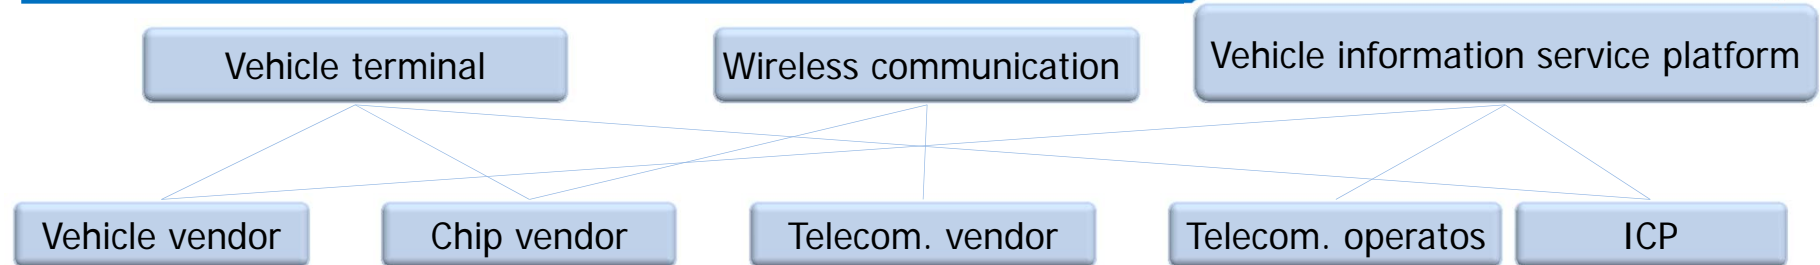 Vehicle terminal
Wireless communication
Vehicle information service platform
Vehicle vendor
Chip vendor
Telecom. vendor
Telecom. operatos
ICP